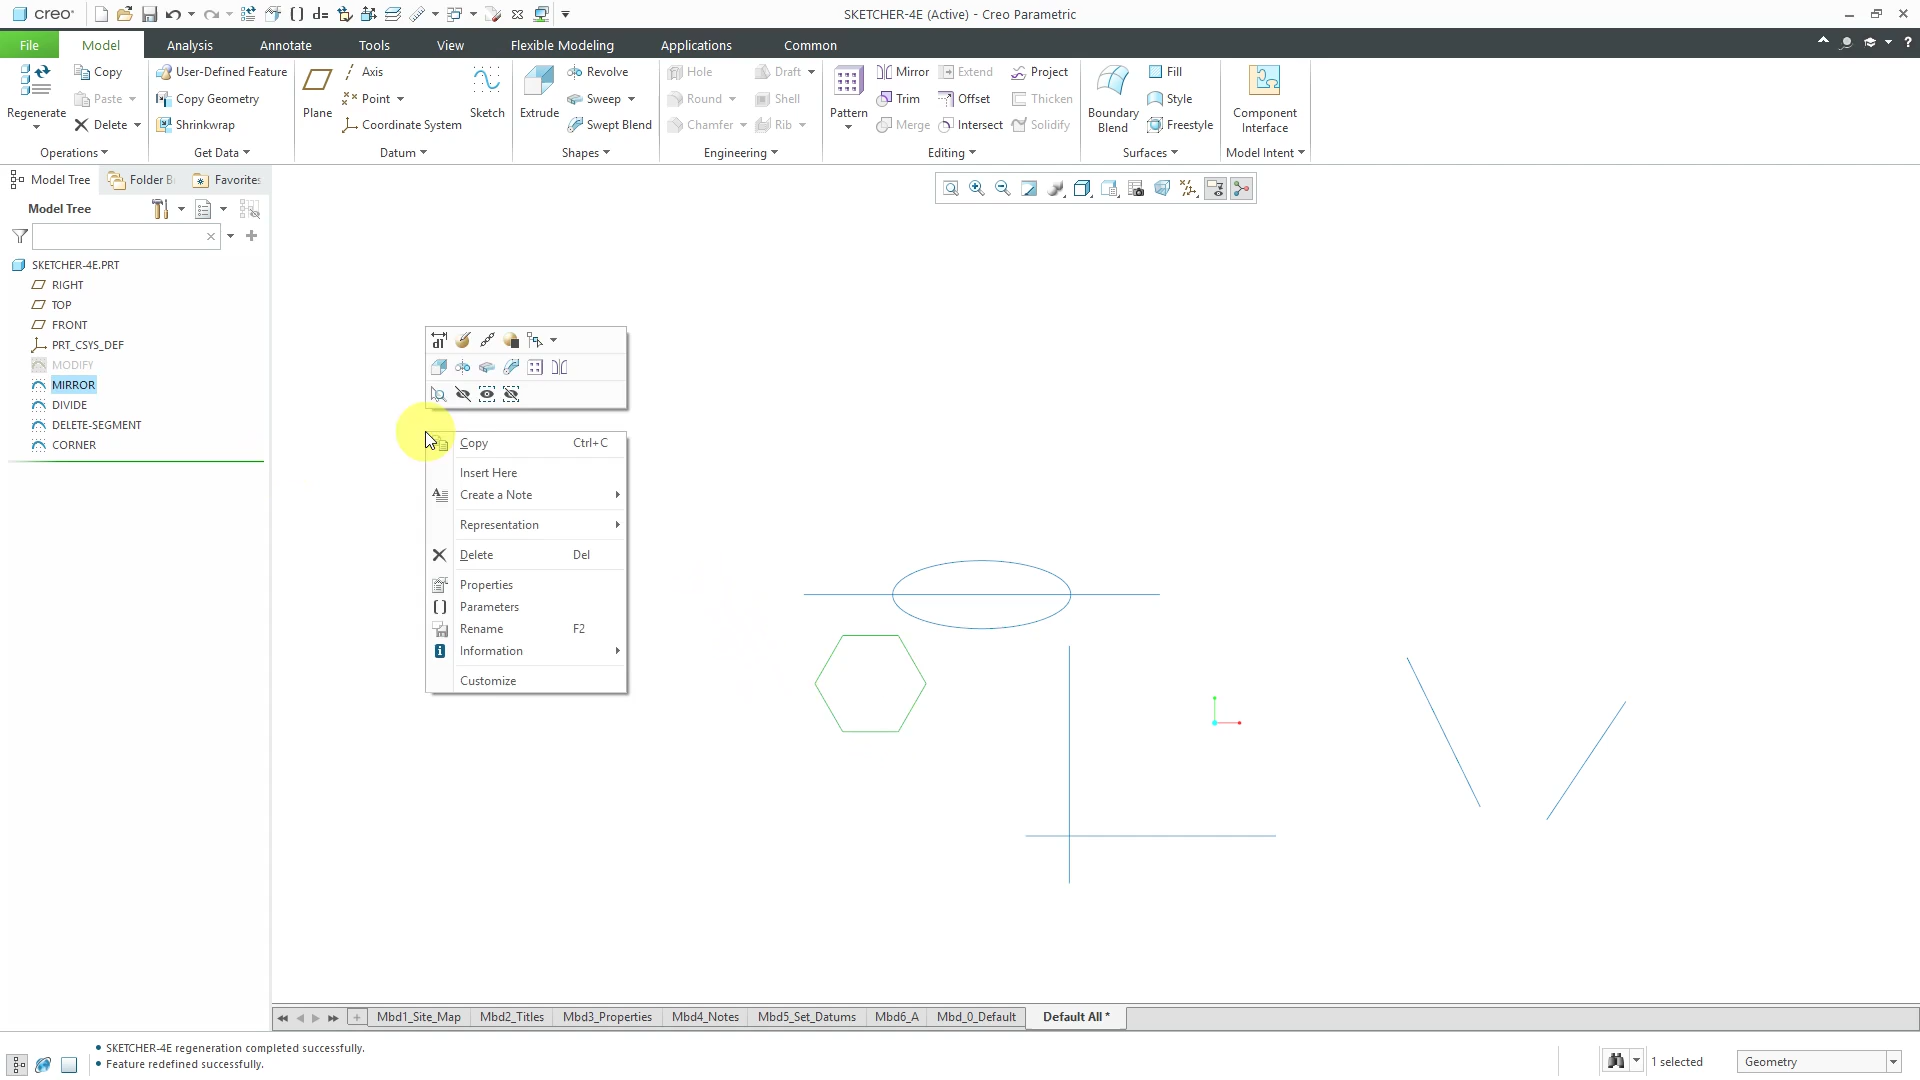 creo SKETCHER-4E (Active) - Creo Parametric
File Model Analysis Annotate Tools View Flexible Modeling Applications Common
Copy User-Defined Feature Axis Revolve Hole Draft Mirror Extend Project Fill
Paste Copy Geometry Point Sweep Round Shell Trim Offset Thicken Style
Regenerate Plane Sketch Extrude Pattern Boundary Blend Component Interface
Delete Shrinkwrap Coordinate System Swept Blend Chamfer Rib Merge Intersect Solidify Freestyle
Operations Get Data Datum Shapes Engineering Editing Surfaces Model Intent
Model Tree Folder B Favorites
Model Tree
SKETCHER-4E.PRT
RIGHT
TOP
FRONT
PRT_CSYS_DEF
MODIFY
MIRROR
DIVIDE
DELETE-SEGMENT
CORNER
Copy Ctrl+C
Insert Here
Create a Note
Representation
Delete Del
Properties
Parameters
Rename F2
Information
Customize
Mbd1_Site_Map Mbd2_Titles Mbd3_Properties Mbd4_Notes Mbd5_Set_Datums Mbd6_A Mbd_0_Default Default All *
• SKETCHER-4E regeneration completed successfully.
• Feature redefined successfully.
1 selected Geometry